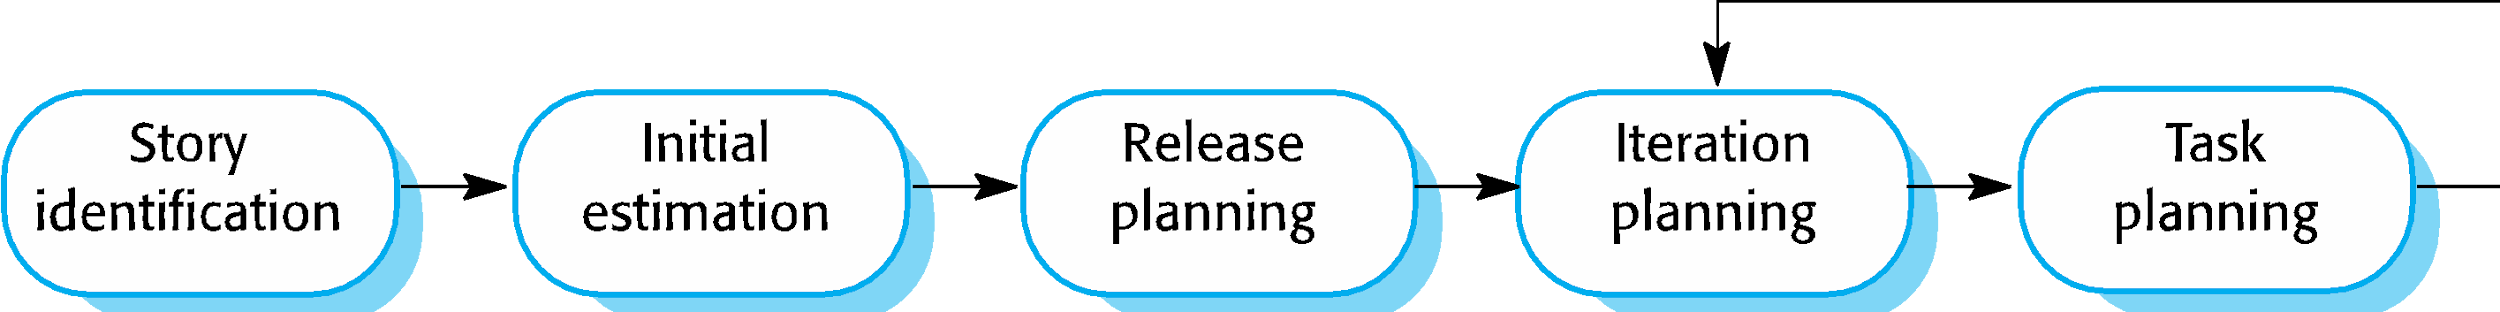 Story
identification
Initial
estimation
Release
planning
Iteration
planning
Task
planning